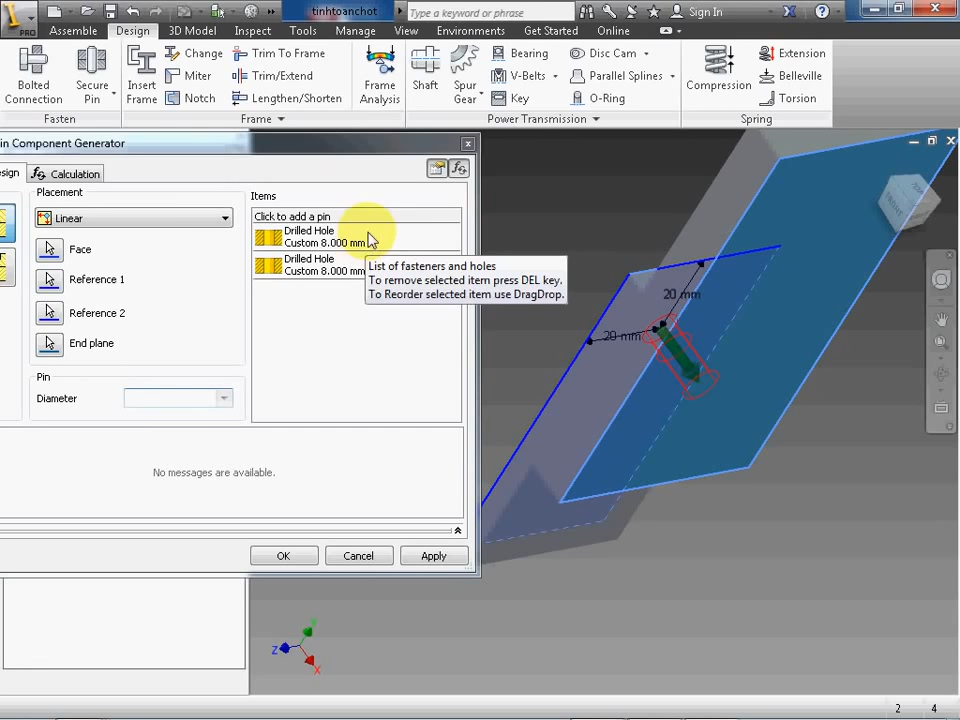 PRO
tinhtoanchot
Type a keyword or phrase
Sign In
Assemble Design 3D Model Inspect Tools Manage View Environments Get Started Online
Bolted Connection
Secure Pin
Fasten
Insert Frame
Change
Miter
Notch
Trim To Frame
Trim/Extend
Lengthen/Shorten
Frame
Frame Analysis
Shaft
Spur Gear
Bearing
V-Belts
Key
Disc Cam
Parallel Splines
O-Ring
Power Transmission
Compression
Extension
Belleville
Torsion
Spring
in Component Generator
sign
Calculation
Placement
Linear
Face
Reference 1
Reference 2
End plane
Pin
Diameter
Items
Click to add a pin
Drilled Hole
Custom 8.000 mm
Drilled Hole
Custom 8.000 mm
List of fasteners and holes
To remove selected item press DEL key.
To Reorder selected item use DragDrop.
No messages are available.
OK Cancel Apply
20 mm
20 mm
Y
Z
X
2 4